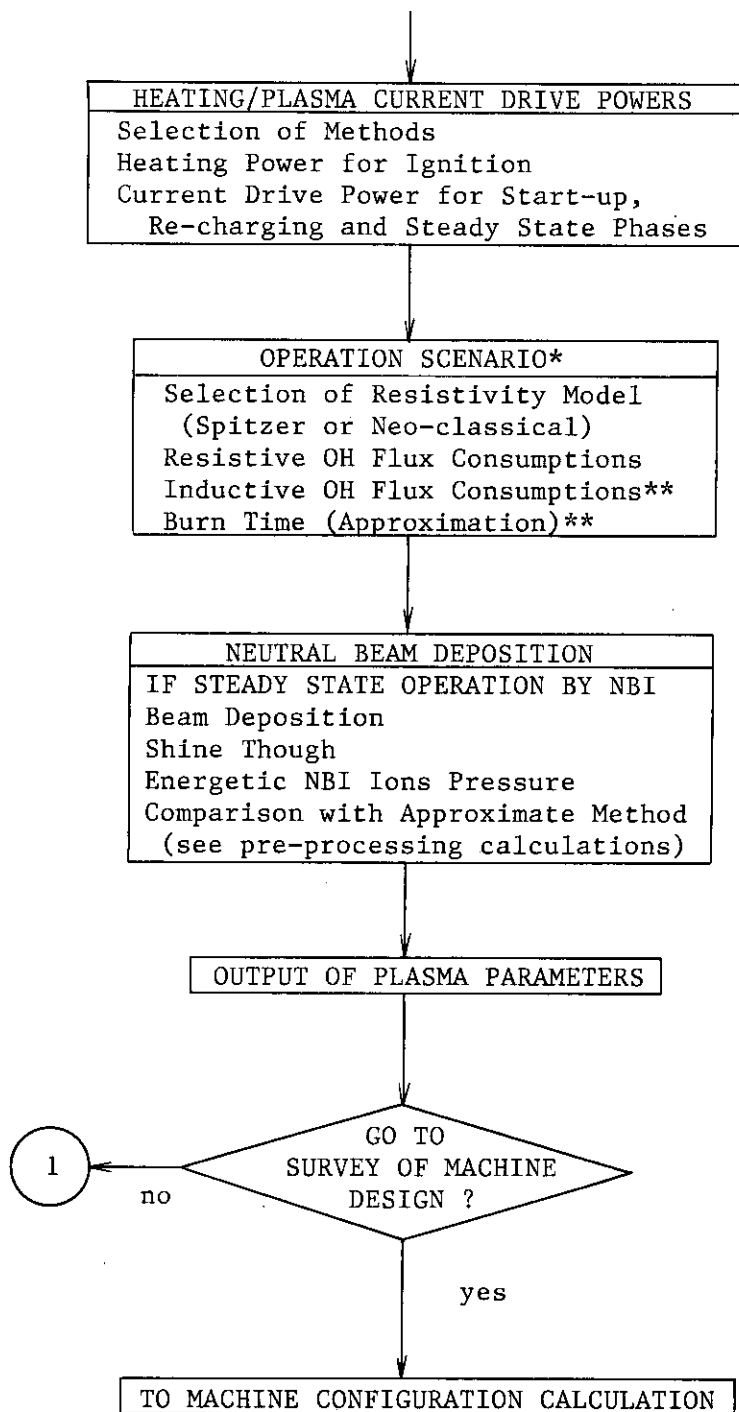 HEATING/PLASMA CURRENT DRIVE POWERS
Selection of Methods
Heating Power for Ignition
Current Drive Power for Start-up,
Re-charging and Steady State Phases
OPERATION SCENARIO*
Selection of Resistivity Model
(Spitzer or Neo-classical)
Resistive OH Flux Consumptions
Inductive OH Flux Consumptions**
Burn Time (Approximation)**
NEUTRAL BEAM DEPOSITION
IF STEADY STATE OPERATION BY NBI
Beam Deposition
Shine Though
Energetic NBI Ions Pressure
Comparison with Approximate Method
(see pre-processing calculations)
OUTPUT OF PLASMA PARAMETERS
GO TO
SURVEY OF MACHINE
DESIGN ?
1
no
yes
TO MACHINE CONFIGURATION CALCULATION